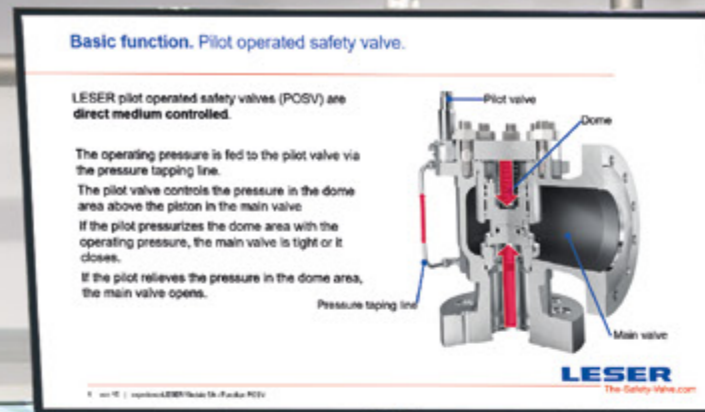 Basic function. Pilot operated safety valve.
LESER pilot operated safety valves (POSV) are
direct medium controlled.
The operating pressure is fed to the pilot valve via
the pressure tapping line.
The pilot valve controls the pressure in the dome
area above the piston in the main valve
If the pilot pressurizes the dome area with the
operating pressure, the main valve is tight or it
closes.
If the pilot relieves the pressure in the dome area,
the main valve opens.
Pilot valve
Dome
Pressure taping line
Main valve
LESER
The-Safety-Valve.com